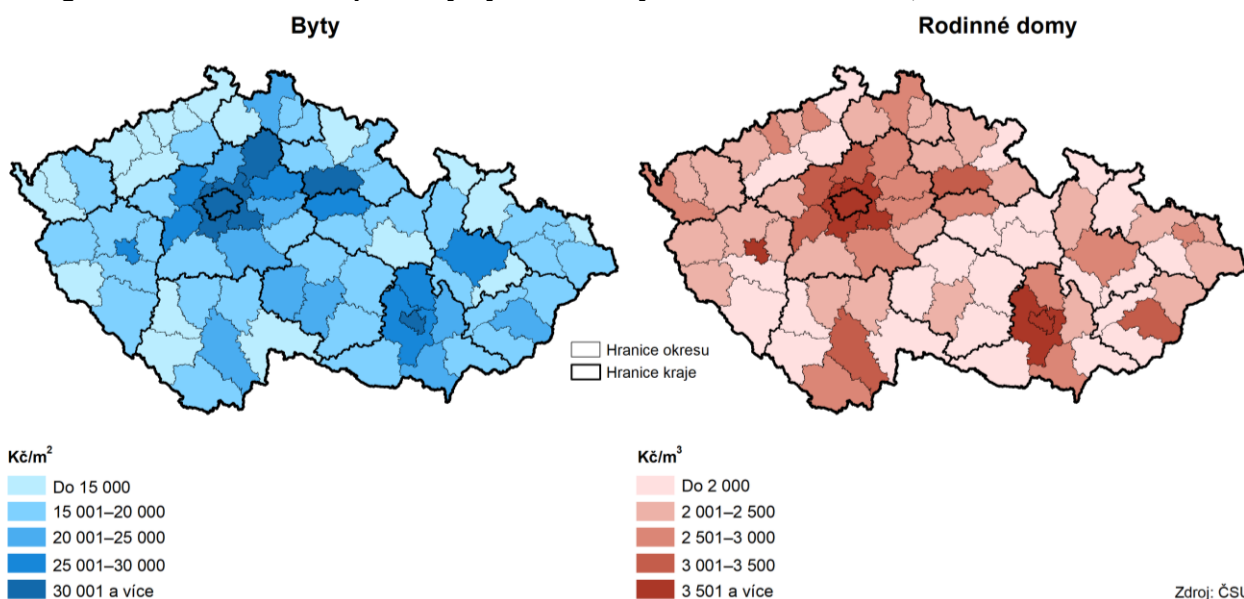 Byty
Rodinné domy
Hranice okresu
Hranice kraje
Kč/m²
Do 15 000
15 001–20 000
20 001–25 000
25 001–30 000
30 001 a více
Kč/m³
Do 2 000
2 001–2 500
2 501–3 000
3 001–3 500
3 501 a více
Zdroj: ČSÚ